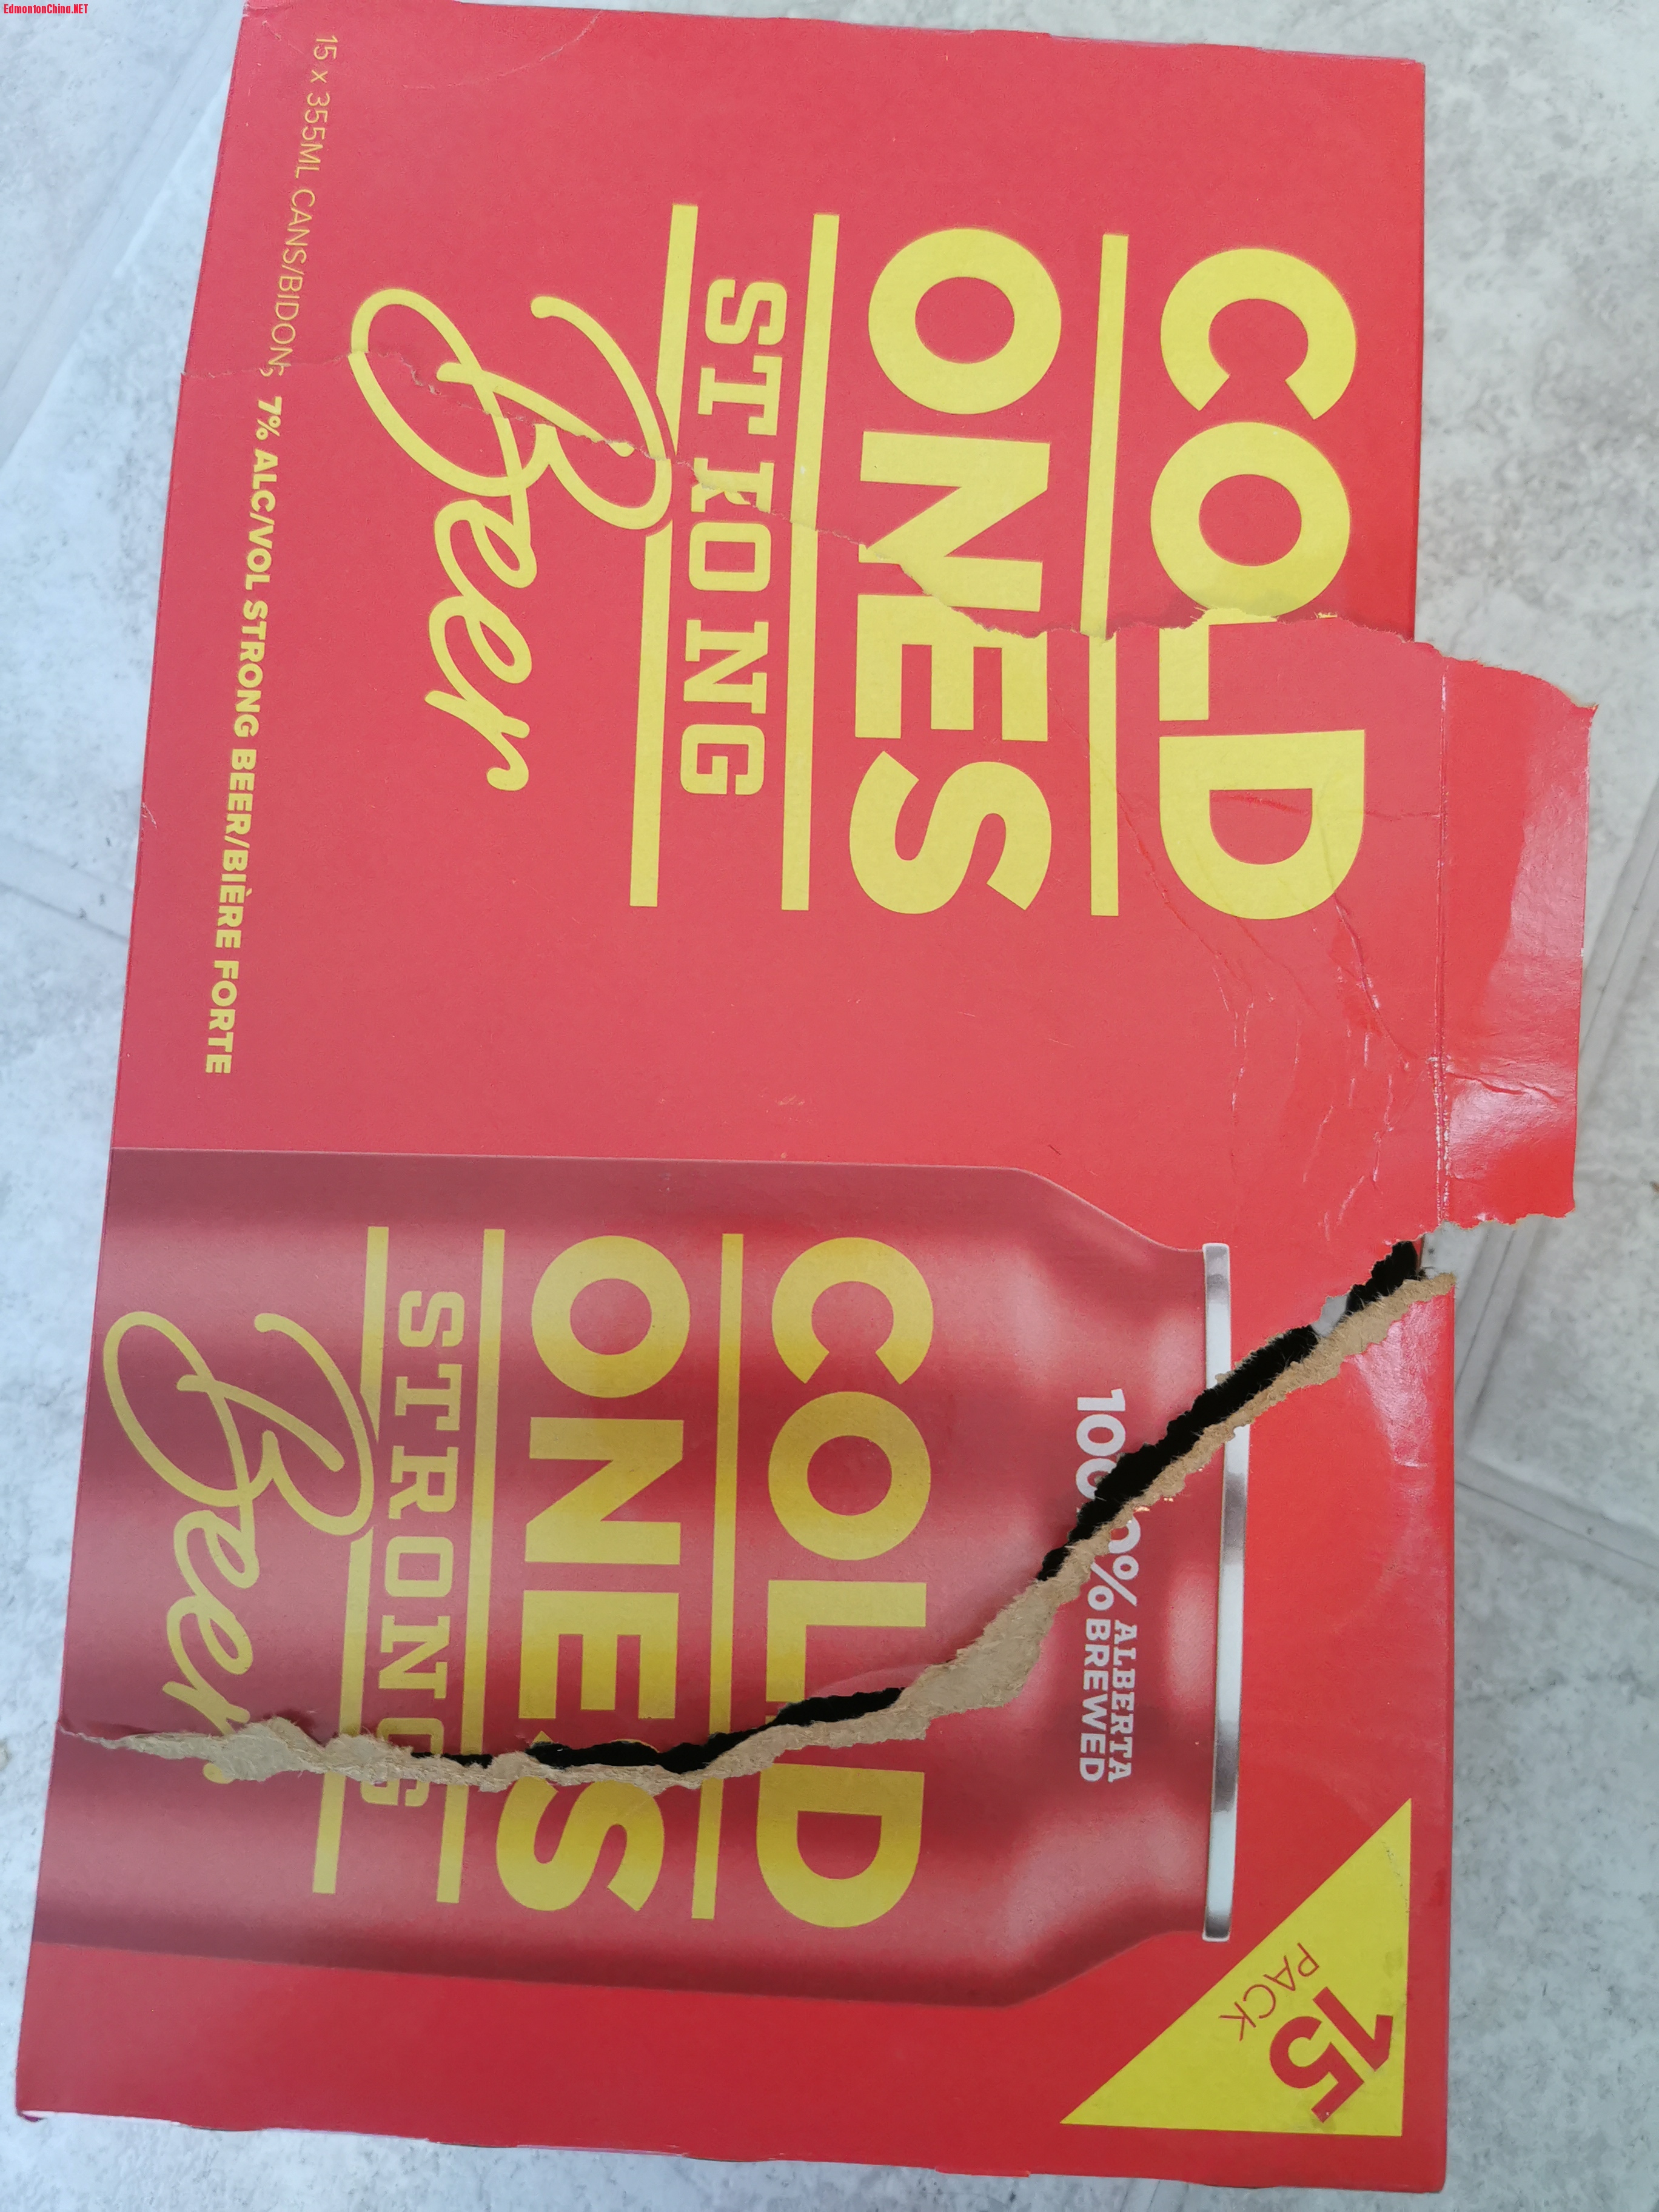 EdmontonChina.NET
COLD
ONES
STRONG
Beer
15 x 355ML CANS/BIDONS 7% ALC/VOL STRONG BEER/BIÈRE FORTE
100% ALBERTA
BREWED
COLD
ONES
STRONG
Beer
15
PACK